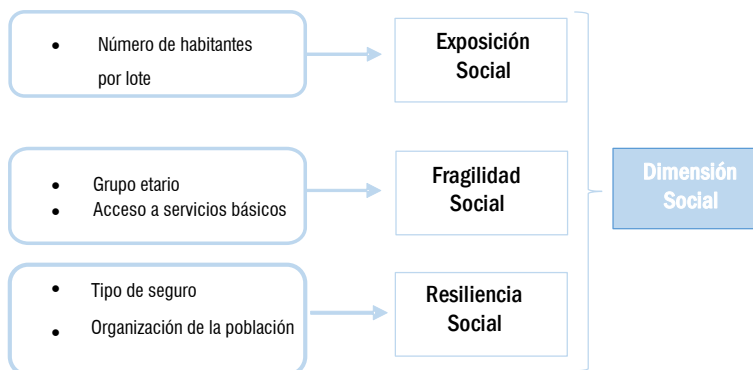 • Número de habitantes
por lote
Exposición
Social
• Grupo etario
• Acceso a servicios básicos
Fragilidad
Social
Dimensión
Social
• Tipo de seguro
• Organización de la población
Resiliencia
Social